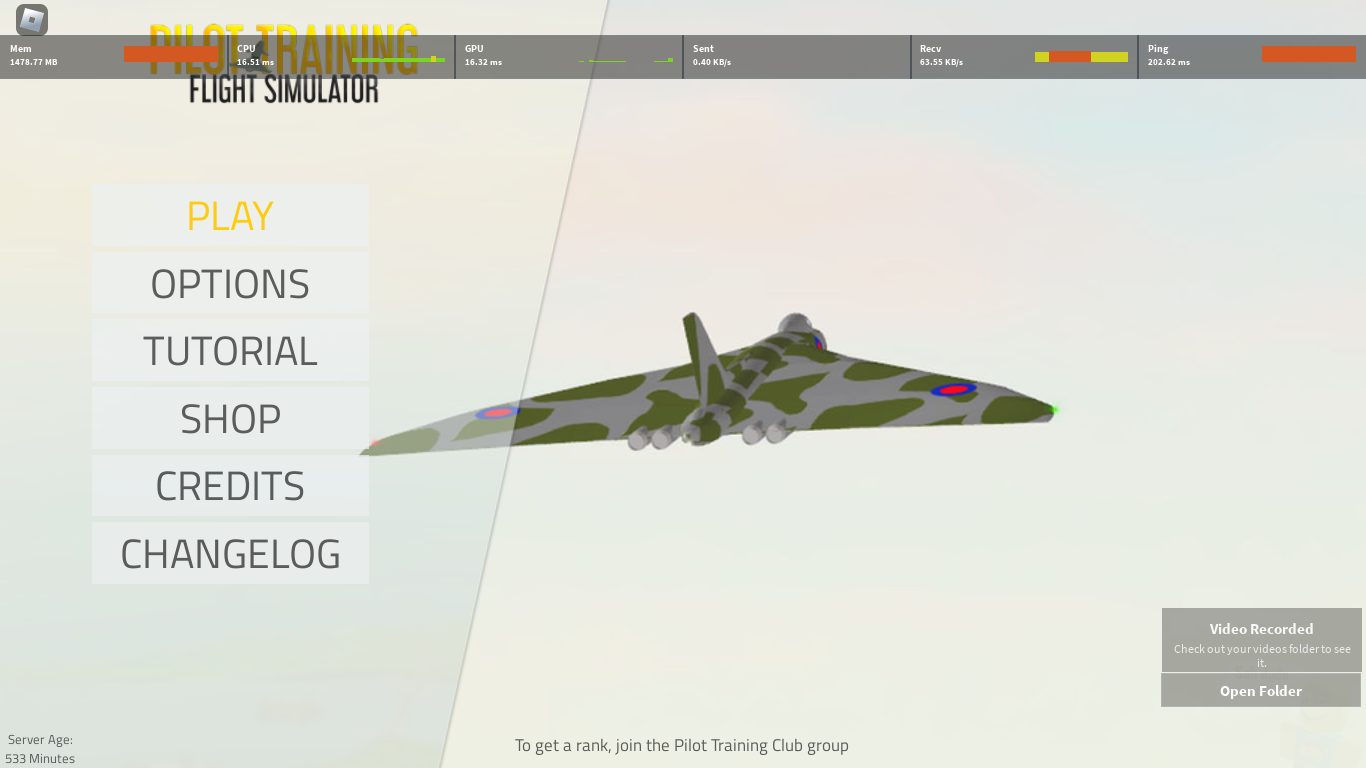 PILOT TRAINING
FLIGHT SIMULATOR
Mem
1478.77 MB
CPU
16.51 ms
GPU
16.32 ms
Sent
0.40 KB/s
Recv
63.55 KB/s
Ping
202.62 ms
PLAY
OPTIONS
TUTORIAL
SHOP
CREDITS
CHANGELOG
Video Recorded
Check out your videos folder to see
it.
Open Folder
Server Age:
533 Minutes
To get a rank, join the Pilot Training Club group